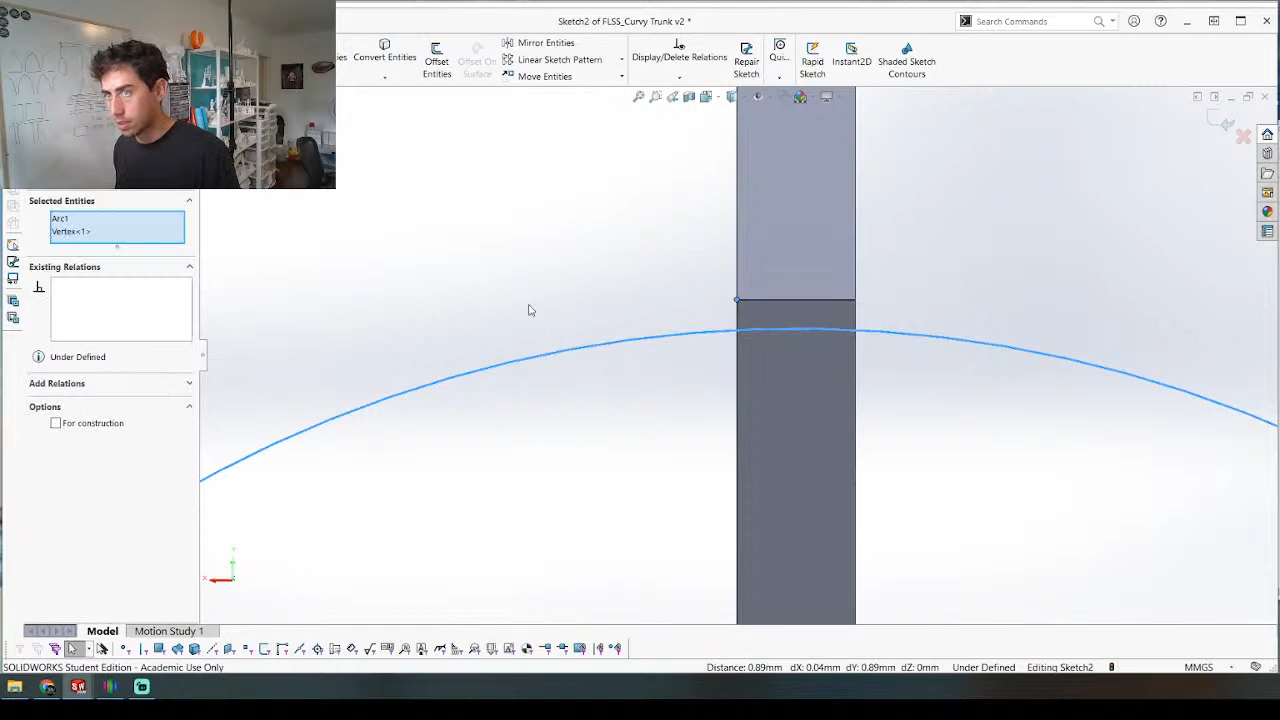 Sketch2 of FLSS_Curvy Trunk v2 *
Search Commands
Convert Entities
Offset Entities
Offset On Surface
Mirror Entities
Linear Sketch Pattern
Move Entities
Display/Delete Relations
Repair Sketch
Qui...
Rapid Sketch
Instant2D
Shaded Sketch Contours
Selected Entities
Arc1
Vertex<1>
Existing Relations
Under Defined
Add Relations
Options
For construction
Y
X
Model
Motion Study 1
SOLIDWORKS Student Edition - Academic Use Only
Distance: 0.89mm dX: 0.04mm dY: 0.89mm dZ: 0mm Under Defined Editing Sketch2 MMGS